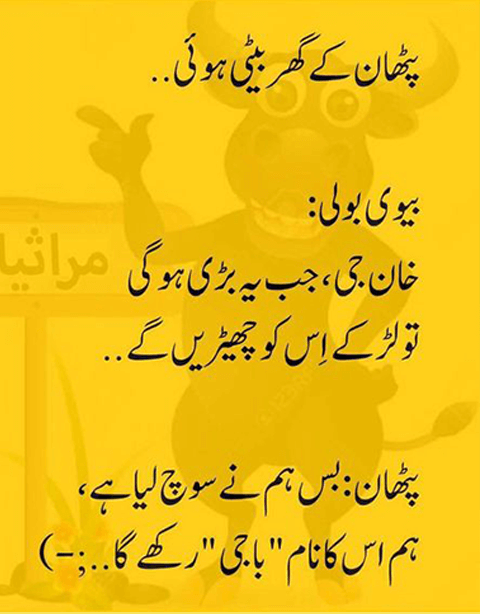 پٹھان کے گھر بیٹی ہوئی..
بیوی بولی:
خان جی، جب یہ بڑی ہو گی
تو لڑکے اِس کو چھیڑیں گے..
پٹھان: بس ہم نے سوچ لیا ہے،
ہم اس کا نام "باجی" رکھے گا..;-)